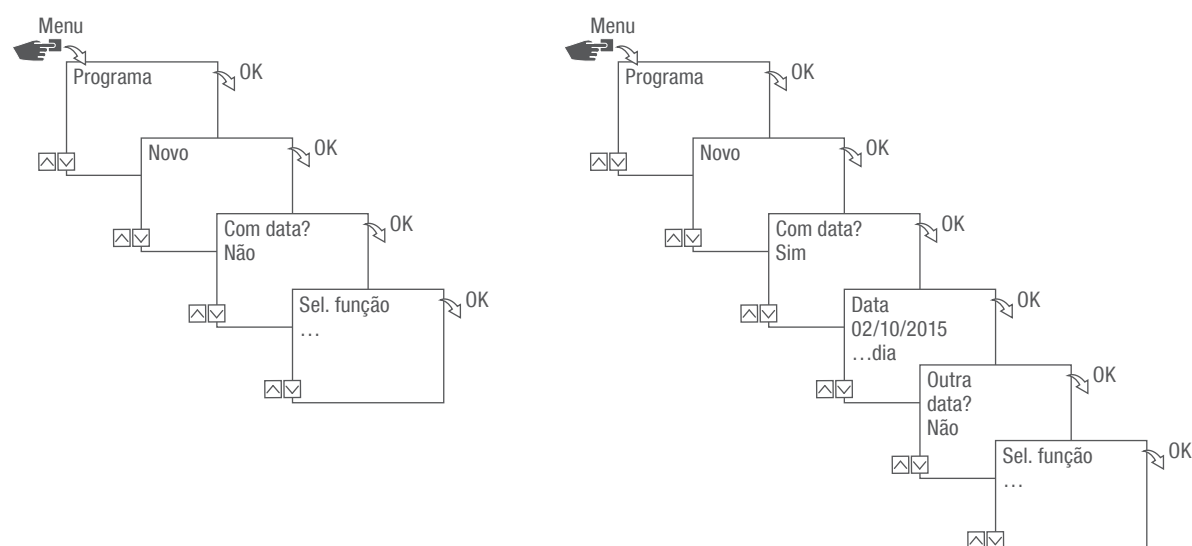 Menu
Programa
OK
Novo
OK
Com data?
Não
OK
Sel. função
...
OK
Menu
Programa
OK
Novo
OK
Com data?
Sim
OK
Data
02/10/2015
...dia
OK
Outra
data?
Não
OK
Sel. função
...
OK